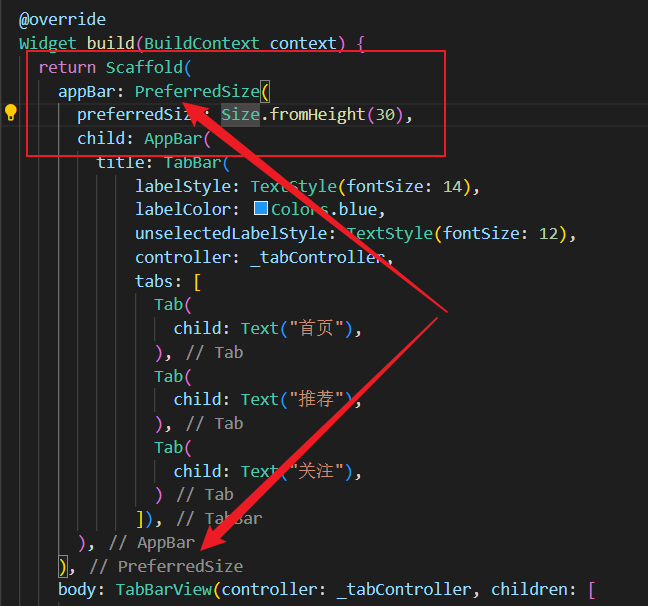 @override
Widget build(BuildContext context) {
return Scaffold(
appBar: PreferredSize(
preferredSiz : Size.fromHeight(30),
child: AppBar(
title: TabBar(
labelStyle: TextStyle(fontSize: 14),
labelColor: Colors.blue,
unselectedLabelStyle: TextStyle(fontSize: 12),
controller: _tabController,
tabs: [
Tab(
child: Text("首页"),
), // Tab
Tab(
child: Text("推荐"),
), // Tab
Tab(
child: Text("关注"),
) // Tab
]), // TabBar
), // AppBar
), // PreferredSize
body: TabBarView(controller: _tabController, children: [